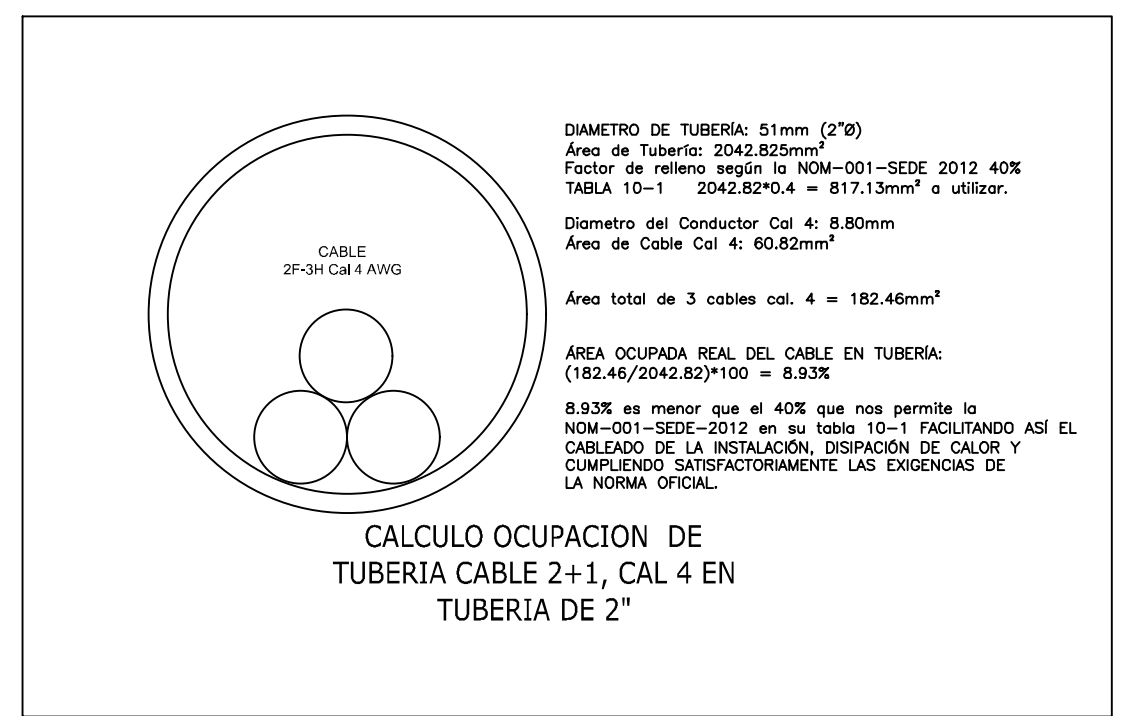 CABLE
2F-3H Cal 4 AWG
DIAMETRO DE TUBERÍA: 51mm (2"Ø)
Área de Tubería: 2042.825mm²
Factor de relleno según la NOM-001-SEDE 2012 40%
TABLA 10-1 2042.82*0.4 = 817.13mm² a utilizar.
Diametro del Conductor Cal 4: 8.80mm
Área de Cable Cal 4: 60.82mm²
Área total de 3 cables cal. 4 = 182.46mm²
ÁREA OCUPADA REAL DEL CABLE EN TUBERÍA:
(182.46/2042.82)*100 = 8.93%
8.93% es menor que el 40% que nos permite la
NOM-001-SEDE-2012 en su tabla 10-1 FACILITANDO ASÍ EL
CABLEADO DE LA INSTALACIÓN, DISIPACIÓN DE CALOR Y
CUMPLIENDO SATISFACTORIAMENTE LAS EXIGENCIAS DE
LA NORMA OFICIAL.
CALCULO OCUPACION DE
TUBERIA CABLE 2+1, CAL 4 EN
TUBERIA DE 2"